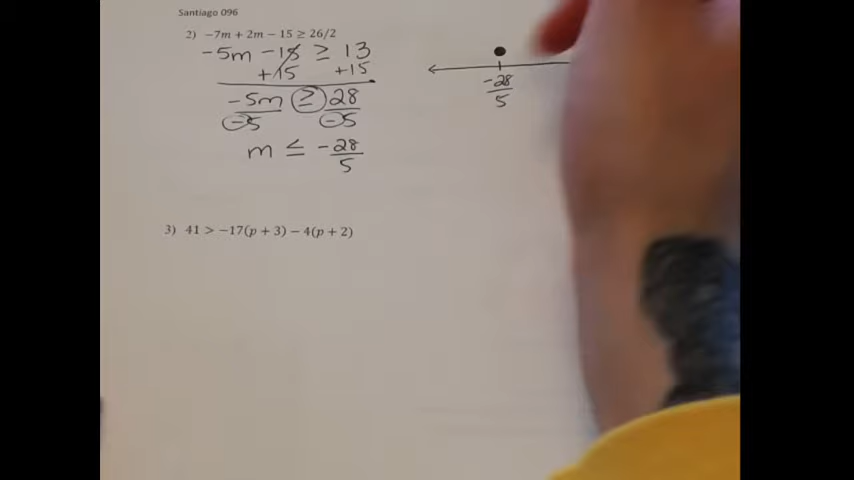 Santiago 096
2) −7m + 2m − 15 ≥ 26/2
-5m -15 ≥ 13
+15 +15
-5m ≥ 28
-5 -5
m ≤ -28
5
-28
5
3) 41 > −17(p + 3) − 4(p + 2)